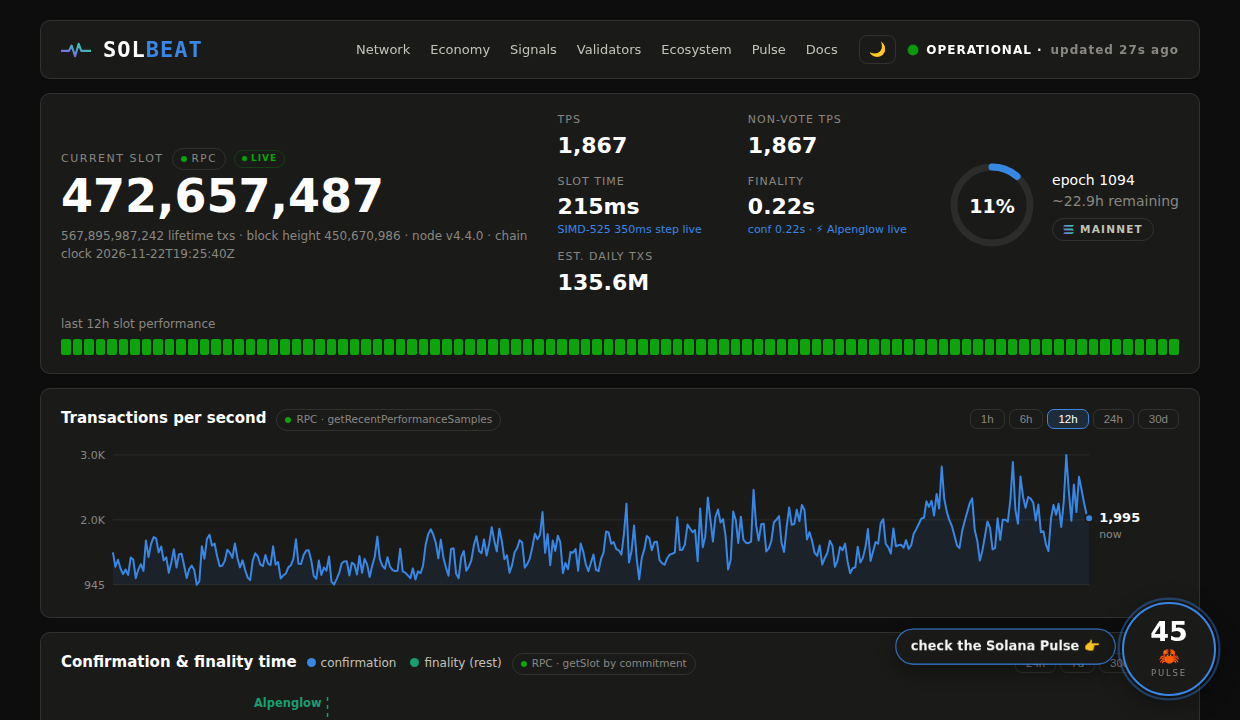 SOLBEAT
Network Economy Signals Validators Ecosystem Pulse Docs
OPERATIONAL · updated 27s ago
CURRENT SLOT RPC LIVE
472,657,487
567,895,987,242 lifetime txs · block height 450,670,986 · node v4.4.0 · chain
clock 2026-11-22T19:25:40Z
TPS
1,867
NON-VOTE TPS
1,867
SLOT TIME
215ms
SIMD-525 350ms step live
FINALITY
0.22s
conf 0.22s · ⚡ Alpenglow live
EST. DAILY TXS
135.6M
11%
epoch 1094
~22.9h remaining
MAINNET
last 12h slot performance
Transactions per second RPC · getRecentPerformanceSamples
1h 6h 12h 24h 30d
3.0K
2.0K
945
1,995
now
Confirmation & finality time confirmation finality (rest) RPC · getSlot by commitment
Alpenglow
check the Solana Pulse 👉
45
🦀
PULSE